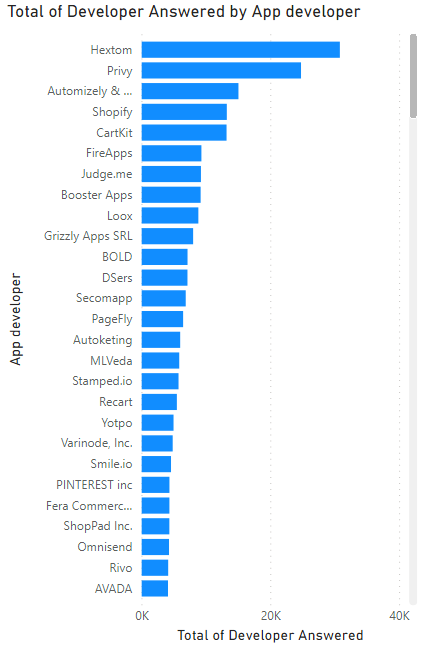 Total of Developer Answered by App developer
Hextom
Privy
Automizely & ...
Shopify
CartKit
FireApps
Judge.me
Booster Apps
Loox
Grizzly Apps SRL
BOLD
DSers
Secomapp
PageFly
Autoketing
MLVeda
Stamped.io
Recart
Yotpo
Varinode, Inc.
Smile.io
PINTEREST inc
Fera Commerc...
ShopPad Inc.
Omnisend
Rivo
AVADA
App developer
0K 20K 40K
Total of Developer Answered